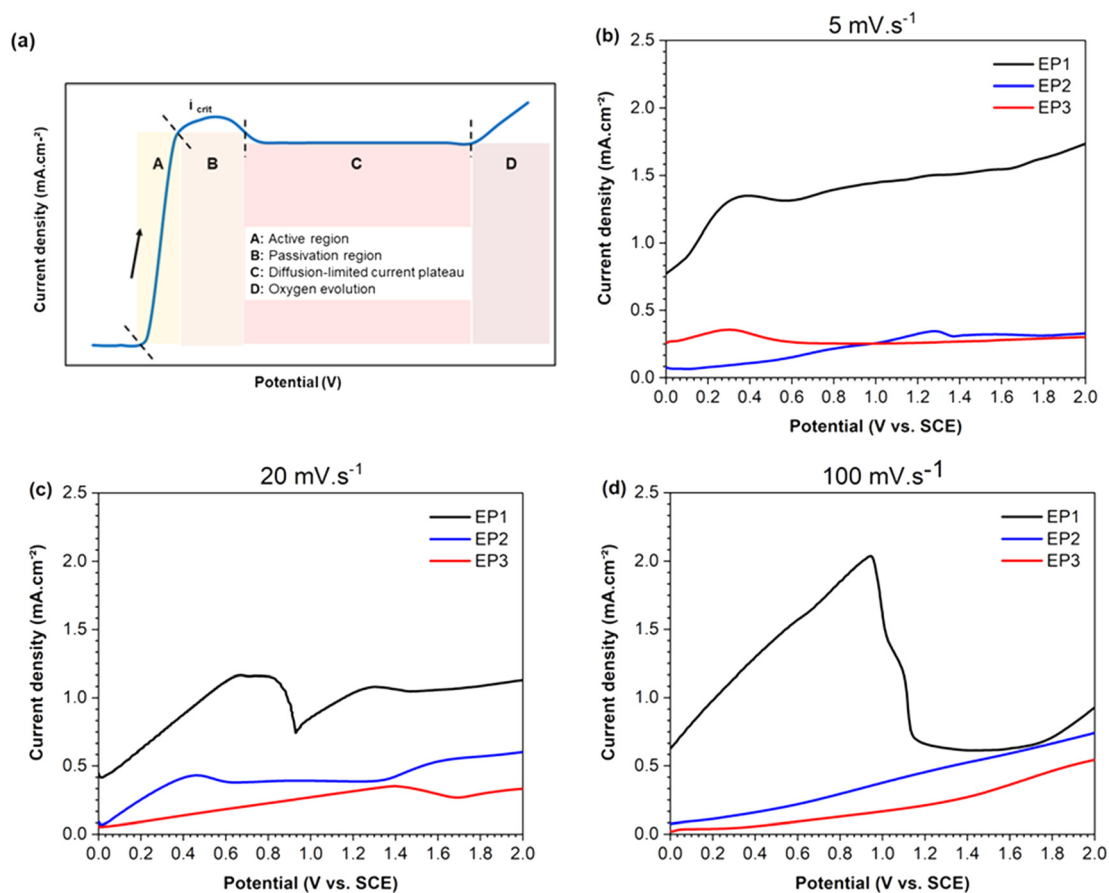 (a)
i crit
A
B
C
D
A: Active region
B: Passivation region
C: Diffusion-limited current plateau
D: Oxygen evolution
Current density (mA.cm⁻²)
Potential (V)
(b)
5 mV.s⁻¹
EP1
EP2
EP3
2.5
2.0
1.5
1.0
0.5
0.0
0.0 0.2 0.4 0.6 0.8 1.0 1.2 1.4 1.6 1.8 2.0
Current density (mA.cm⁻²)
Potential (V vs. SCE)
(c)
20 mV.s⁻¹
EP1
EP2
EP3
2.5
2.0
1.5
1.0
0.5
0.0
0.0 0.2 0.4 0.6 0.8 1.0 1.2 1.4 1.6 1.8 2.0
Current density (mA.cm⁻²)
Potential (V vs. SCE)
(d)
100 mV.s⁻¹
EP1
EP2
EP3
2.5
2.0
1.5
1.0
0.5
0.0
0.0 0.2 0.4 0.6 0.8 1.0 1.2 1.4 1.6 1.8 2.0
Current density (mA.cm⁻²)
Potential (V vs. SCE)